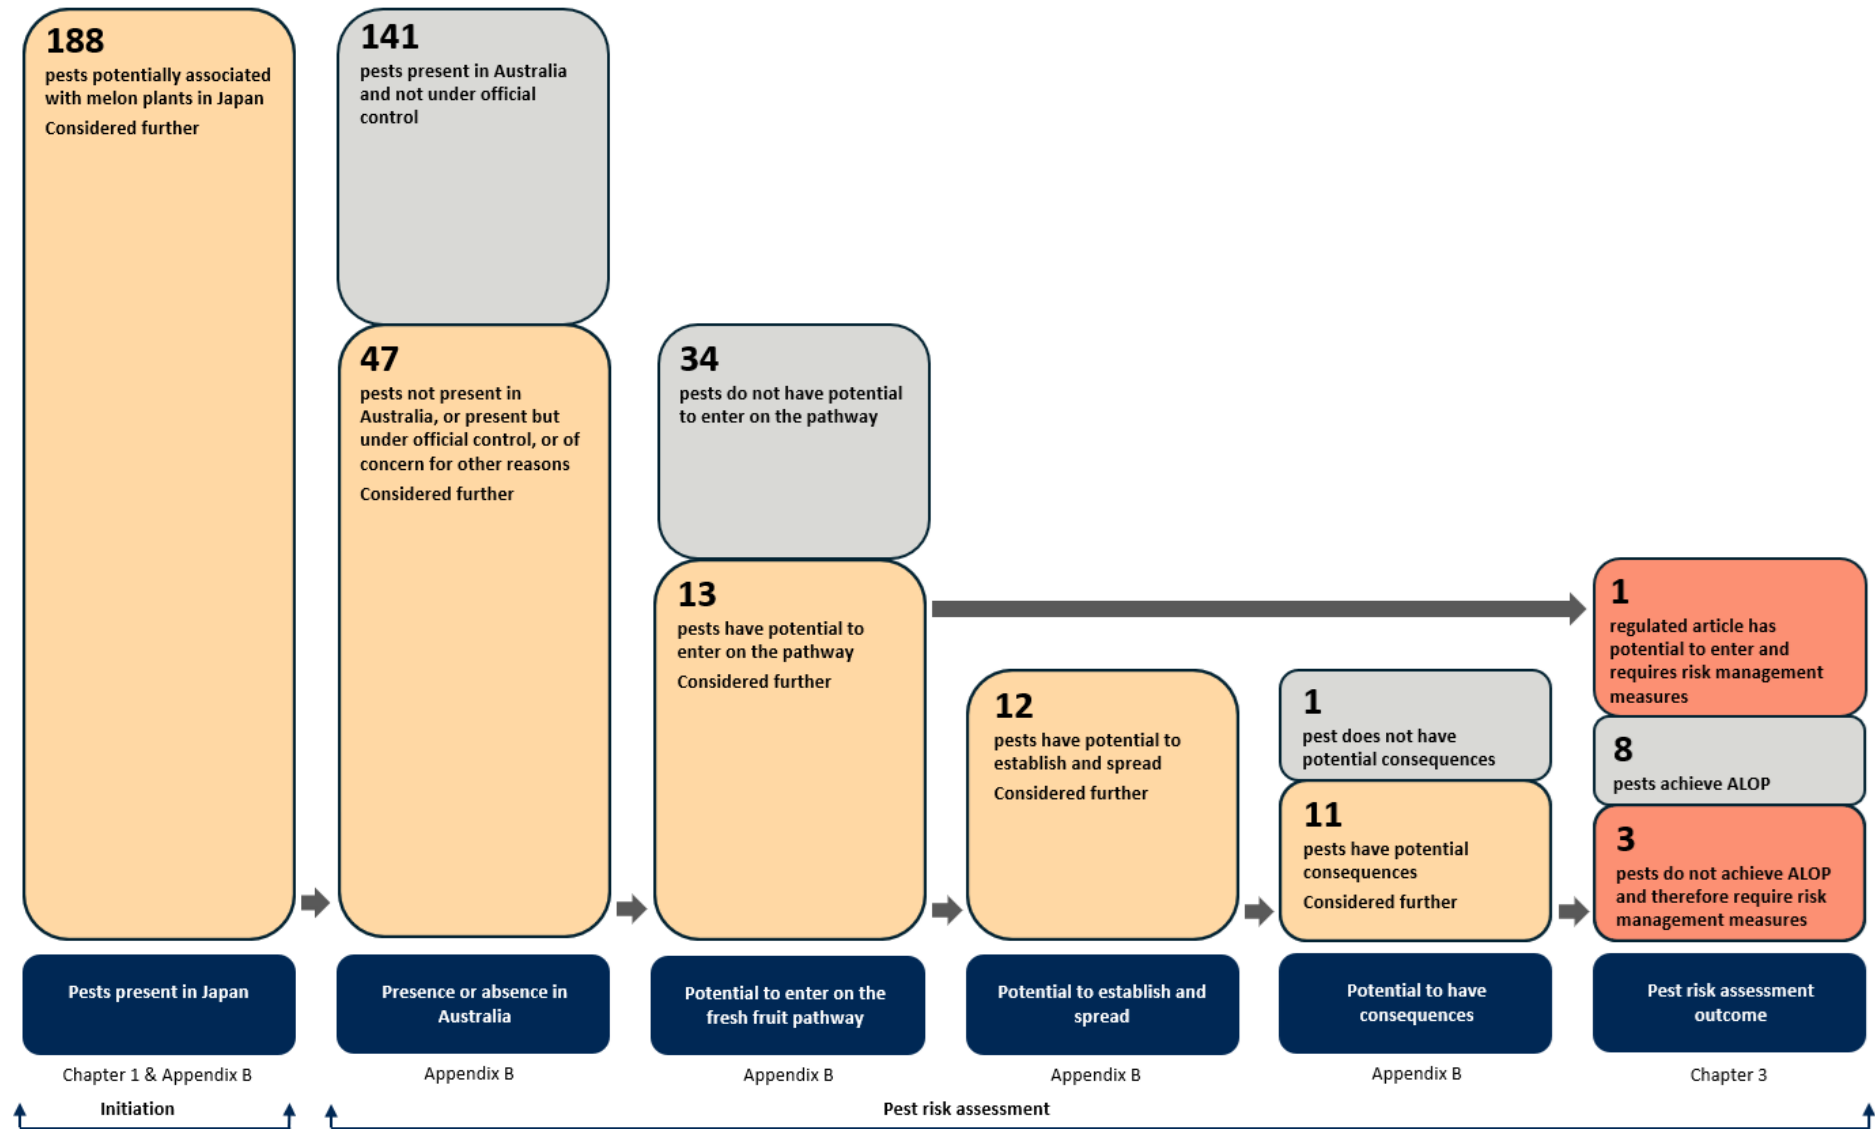 188
pests potentially associated
with melon plants in Japan
Considered further
141
pests present in Australia
and not under official
control
47
pests not present in
Australia, or present but
under official control, or of
concern for other reasons
Considered further
34
pests do not have potential
to enter on the pathway
13
pests have potential to
enter on the pathway
Considered further
12
pests have potential to
establish and spread
Considered further
1
pest does not have
potential consequences
11
pests have potential
consequences
Considered further
1
regulated article has
potential to enter and
requires risk management
measures
8
pests achieve ALOP
3
pests do not achieve ALOP
and therefore require risk
management measures
Pests present in Japan
Presence or absence in
Australia
Potential to enter on the
fresh fruit pathway
Potential to establish and
spread
Potential to have
consequences
Pest risk assessment
outcome
Chapter 1 & Appendix B
Appendix B
Appendix B
Appendix B
Appendix B
Chapter 3
Initiation
Pest risk assessment